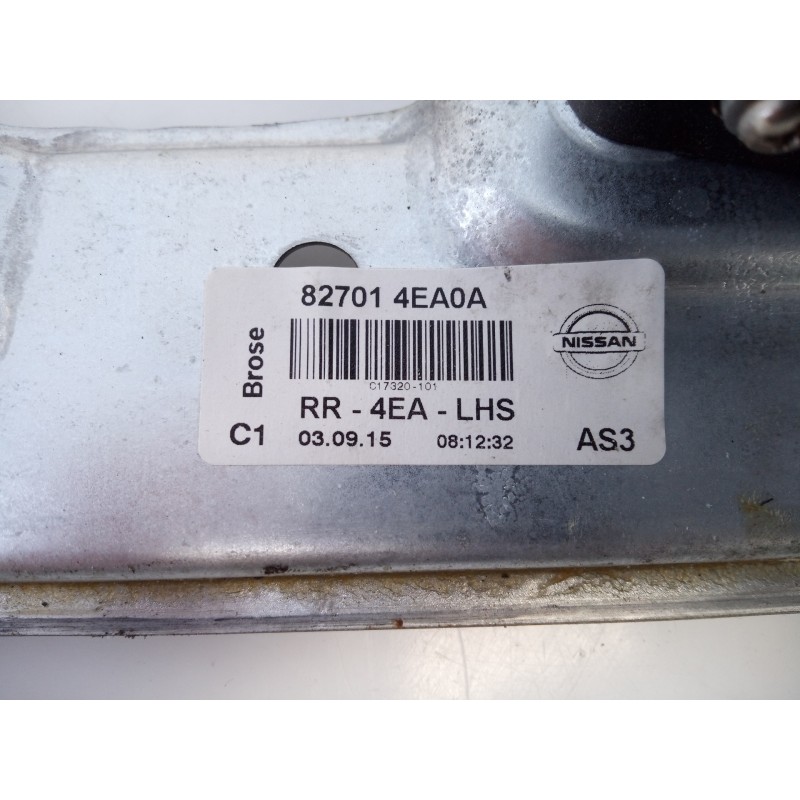 82701 4EA0A
Brose
NISSAN
C17320-101
RR - 4EA - LHS
C1 03.09.15 08:12:32 AS3